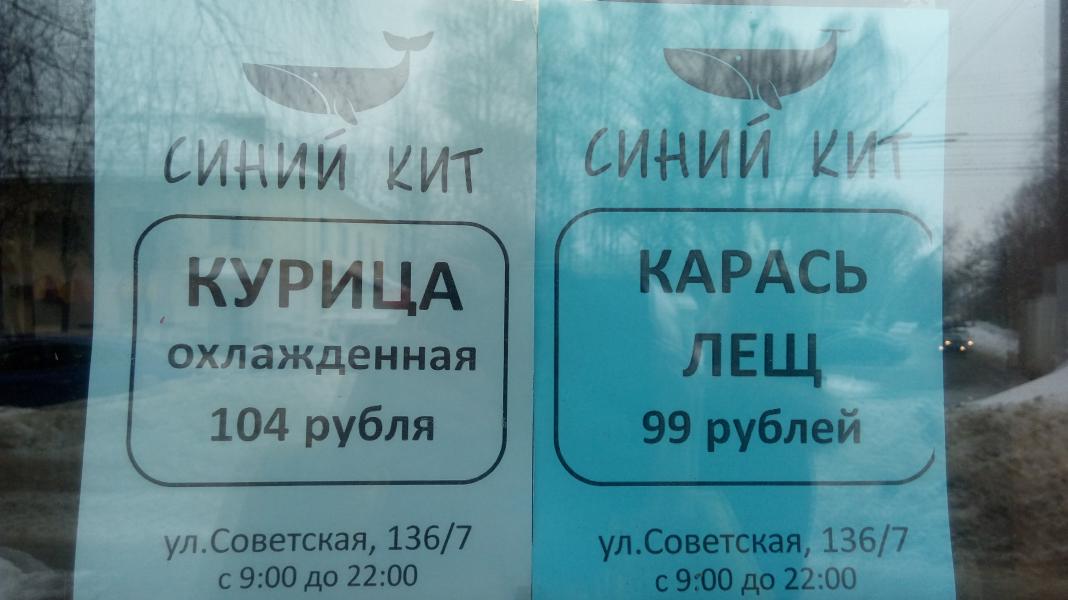 СИНИЙ КИТ
КУРИЦА
охлажденная
104 рубля
ул.Советская, 136/7
с 9:00 до 22:00
СИНИЙ КИТ
КАРАСЬ
ЛЕЩ
99 рублей
ул.Советская, 136/7
с 9:00 до 22:00